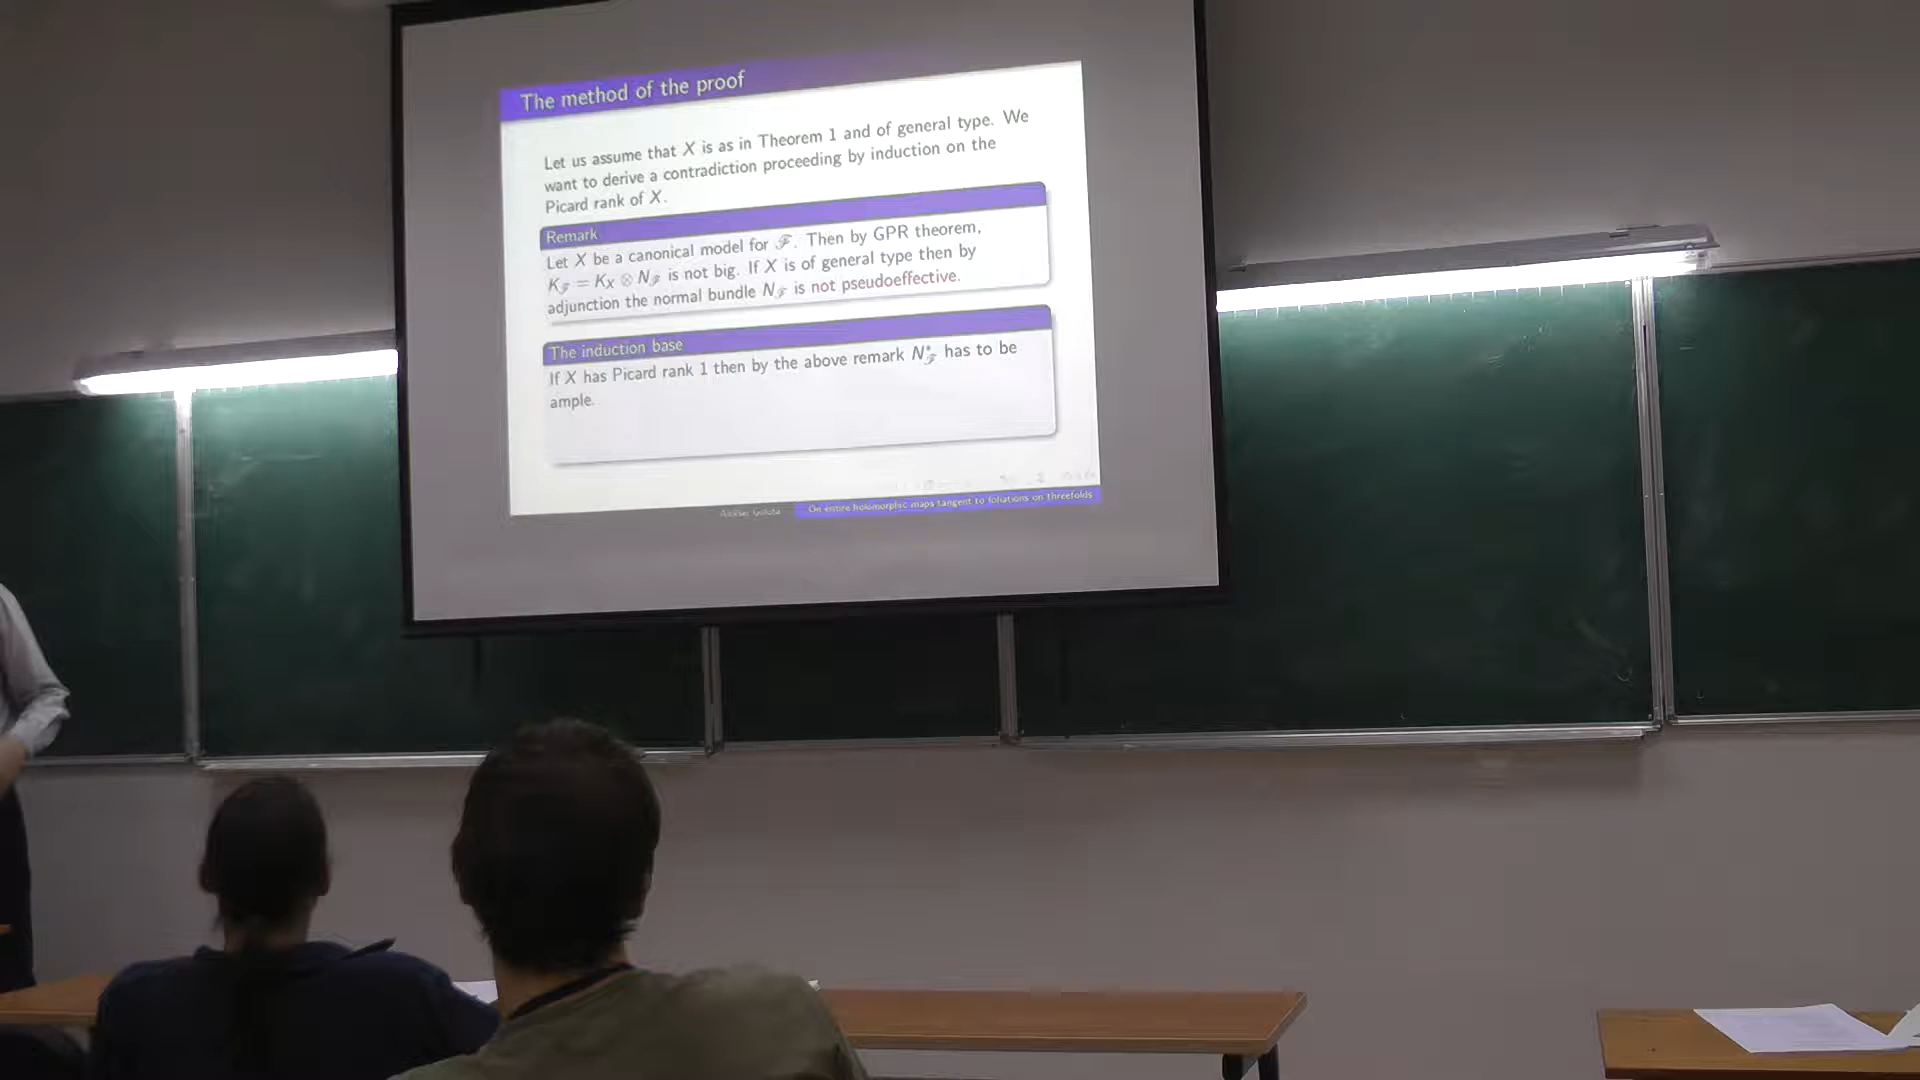 The method of the proof
Let us assume that X is as in Theorem 1 and of general type. We
want to derive a contradiction proceeding by induction on the
Picard rank of X.
Remark
Let X be a canonical model for ℱ. Then by GPR theorem,
K_ℱ = K_X ⊗ N_ℱ is not big. If X is of general type then by
adjunction the normal bundle N_ℱ is not pseudoeffective.
The induction base
If X has Picard rank 1 then by the above remark N*_ℱ has to be
ample.
On entire holomorphic maps tangent to foliations on threefolds